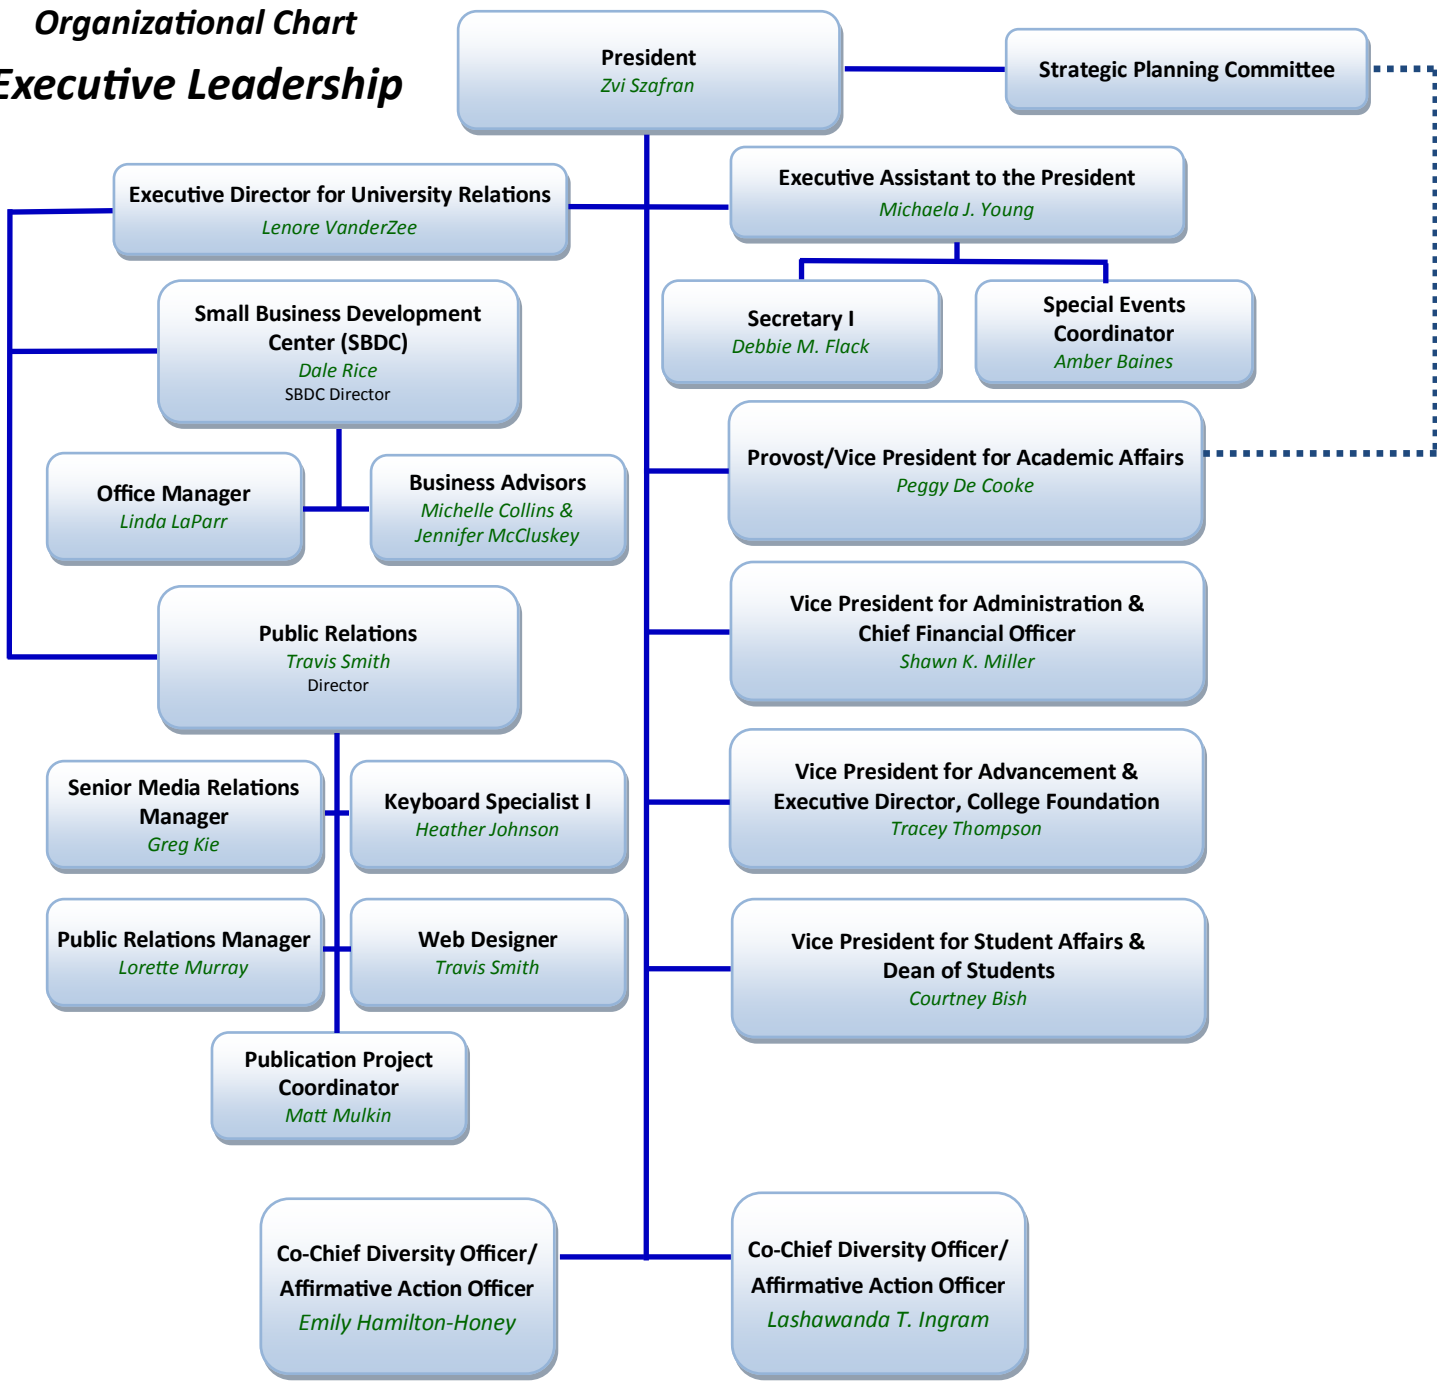 Organizational Chart
Executive Leadership
President
Zvi Szafran
Strategic Planning Committee
Executive Director for University Relations
Lenore VanderZee
Executive Assistant to the President
Michaela J. Young
Secretary I
Debbie M. Flack
Special Events
Coordinator
Amber Baines
Small Business Development
Center (SBDC)
Dale Rice
SBDC Director
Office Manager
Linda LaParr
Business Advisors
Michelle Collins &
Jennifer McCluskey
Public Relations
Travis Smith
Director
Senior Media Relations
Manager
Greg Kie
Keyboard Specialist I
Heather Johnson
Public Relations Manager
Lorette Murray
Web Designer
Travis Smith
Publication Project
Coordinator
Matt Mulkin
Provost/Vice President for Academic Affairs
Peggy De Cooke
Vice President for Administration &
Chief Financial Officer
Shawn K. Miller
Vice President for Advancement &
Executive Director, College Foundation
Tracey Thompson
Vice President for Student Affairs &
Dean of Students
Courtney Bish
Co-Chief Diversity Officer/
Affirmative Action Officer
Emily Hamilton-Honey
Co-Chief Diversity Officer/
Affirmative Action Officer
Lashawanda T. Ingram